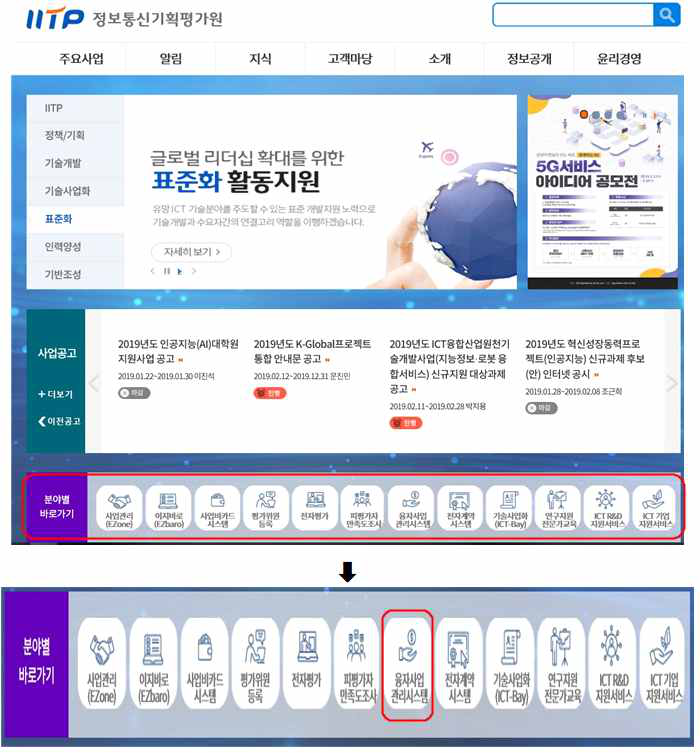 IITP 정보통신기획평가원
주요사업 알림 지식 고객마당 소개 정보공개 윤리경영
IITP
정책/기획
기술개발
기술사업화
표준화
인력양성
기반조성
글로벌 리더십 확대를 위한
표준화 활동지원
유망 ICT 기술분야를 주도할 수 있는 표준 개발지원 노력으로
기술개발과 수요자간의 연결고리 역할을 이행하겠습니다.
자세히 보기 >
5G서비스
아이디어 공모전
사업공고
+ 더보기
이전공고
2019년도 인공지능(AI)대학원
지원사업 공고
2019.01.22~2019.01.30 이진석
마감
2019년도 K-Global프로젝트
통합 안내문 공고
2019.02.12~2019.12.31 문진민
진행
2019년도 ICT융합산업원천기
술개발사업(지능정보·로봇 융
합서비스) 신규지원 대상과제
공고
2019.02.11~2019.02.28 박지용
진행
2019년도 혁신성장동력프로
젝트(인공지능) 신규과제 후보
(안) 인터넷 공시
2019.01.28~2019.02.08 조근희
마감
분야별
바로가기
사업관리
(EZone)
이지바로
(EZbaro)
사업비카드
시스템
평가위원
등록
전자평가
피평가자
만족도조사
융자사업
관리시스템
전자계약
시스템
기술사업화
(ICT-Bay)
연구지원
전문가교육
ICT R&D
지원서비스
ICT 기업
지원서비스
분야별
바로가기
사업관리
(EZone)
이지바로
(EZbaro)
사업비카드
시스템
평가위원
등록
전자평가
피평가자
만족도조사
융자사업
관리시스템
전자계약
시스템
기술사업화
(ICT-Bay)
연구지원
전문가교육
ICT R&D
지원서비스
ICT 기업
지원서비스